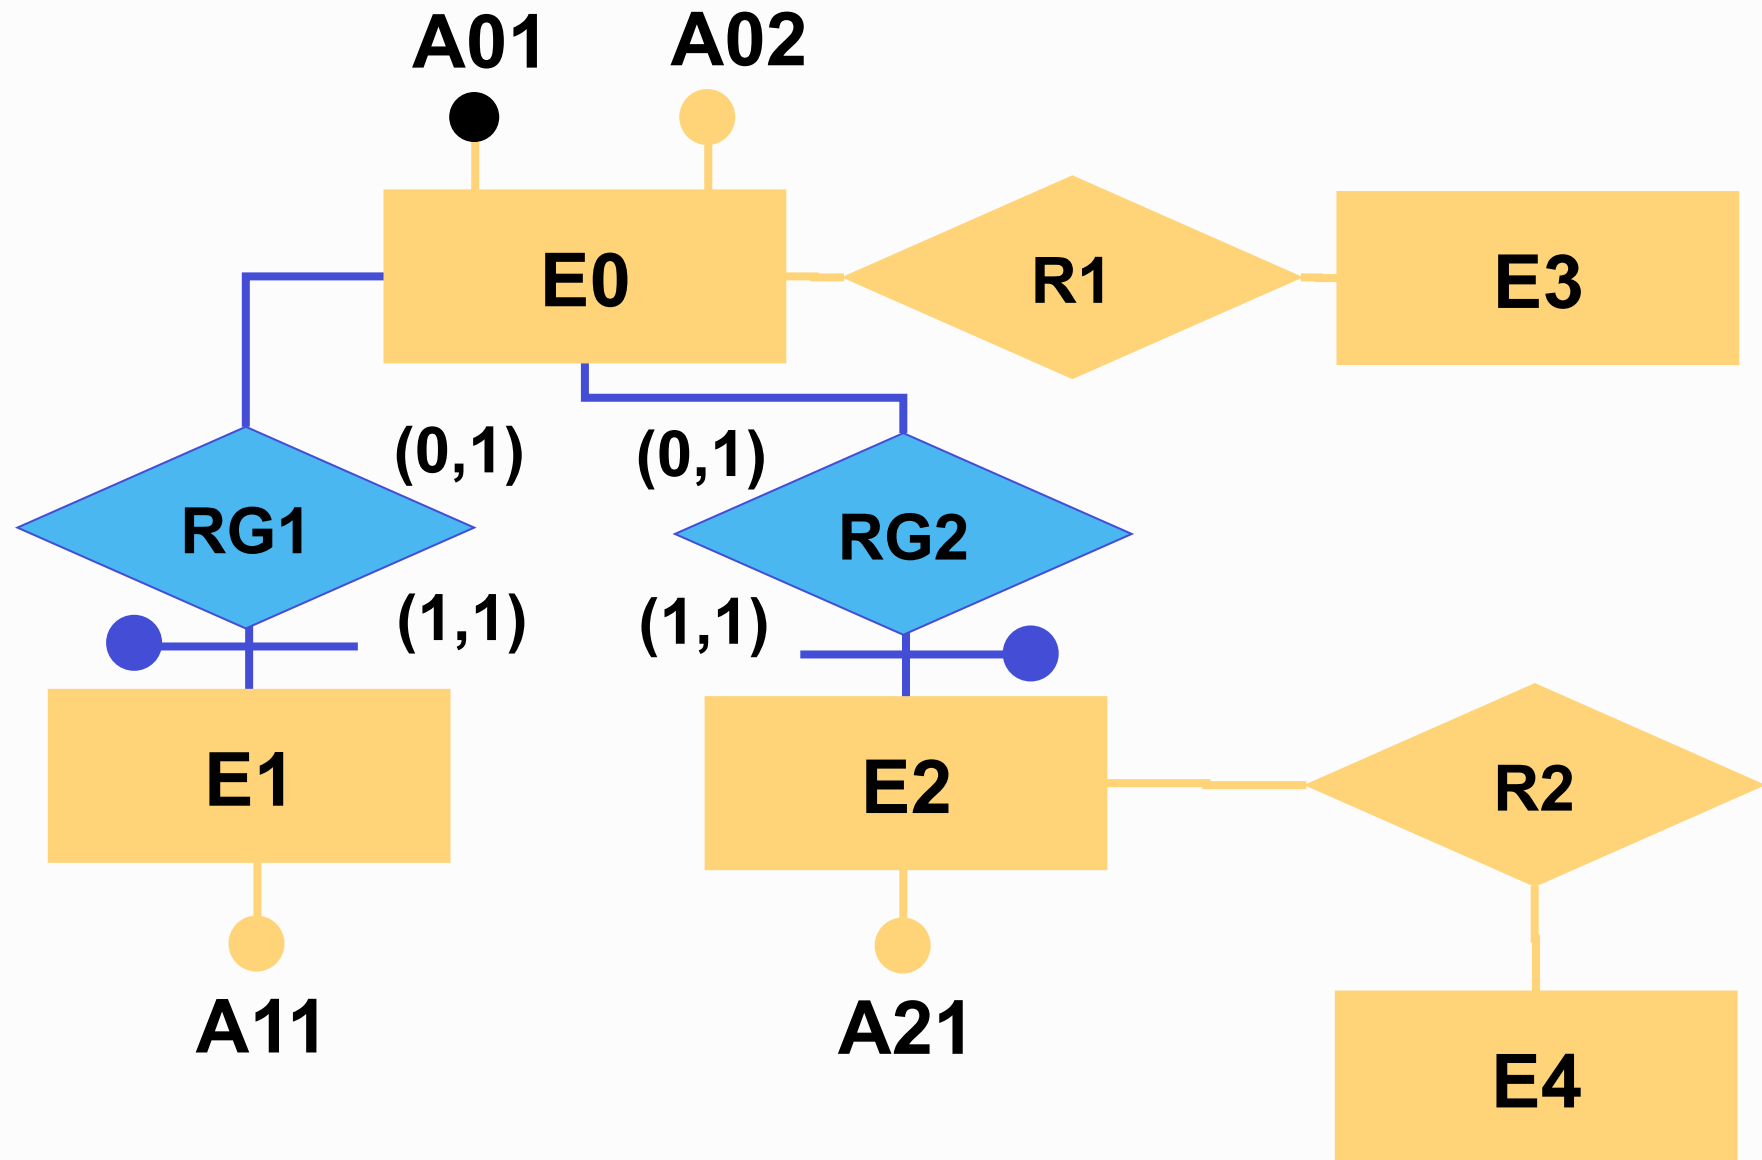 A01 A02
E0 R1 E3
(0,1) (0,1)
RG1 RG2
(1,1) (1,1)
E1 E2 R2
A11 A21
E4